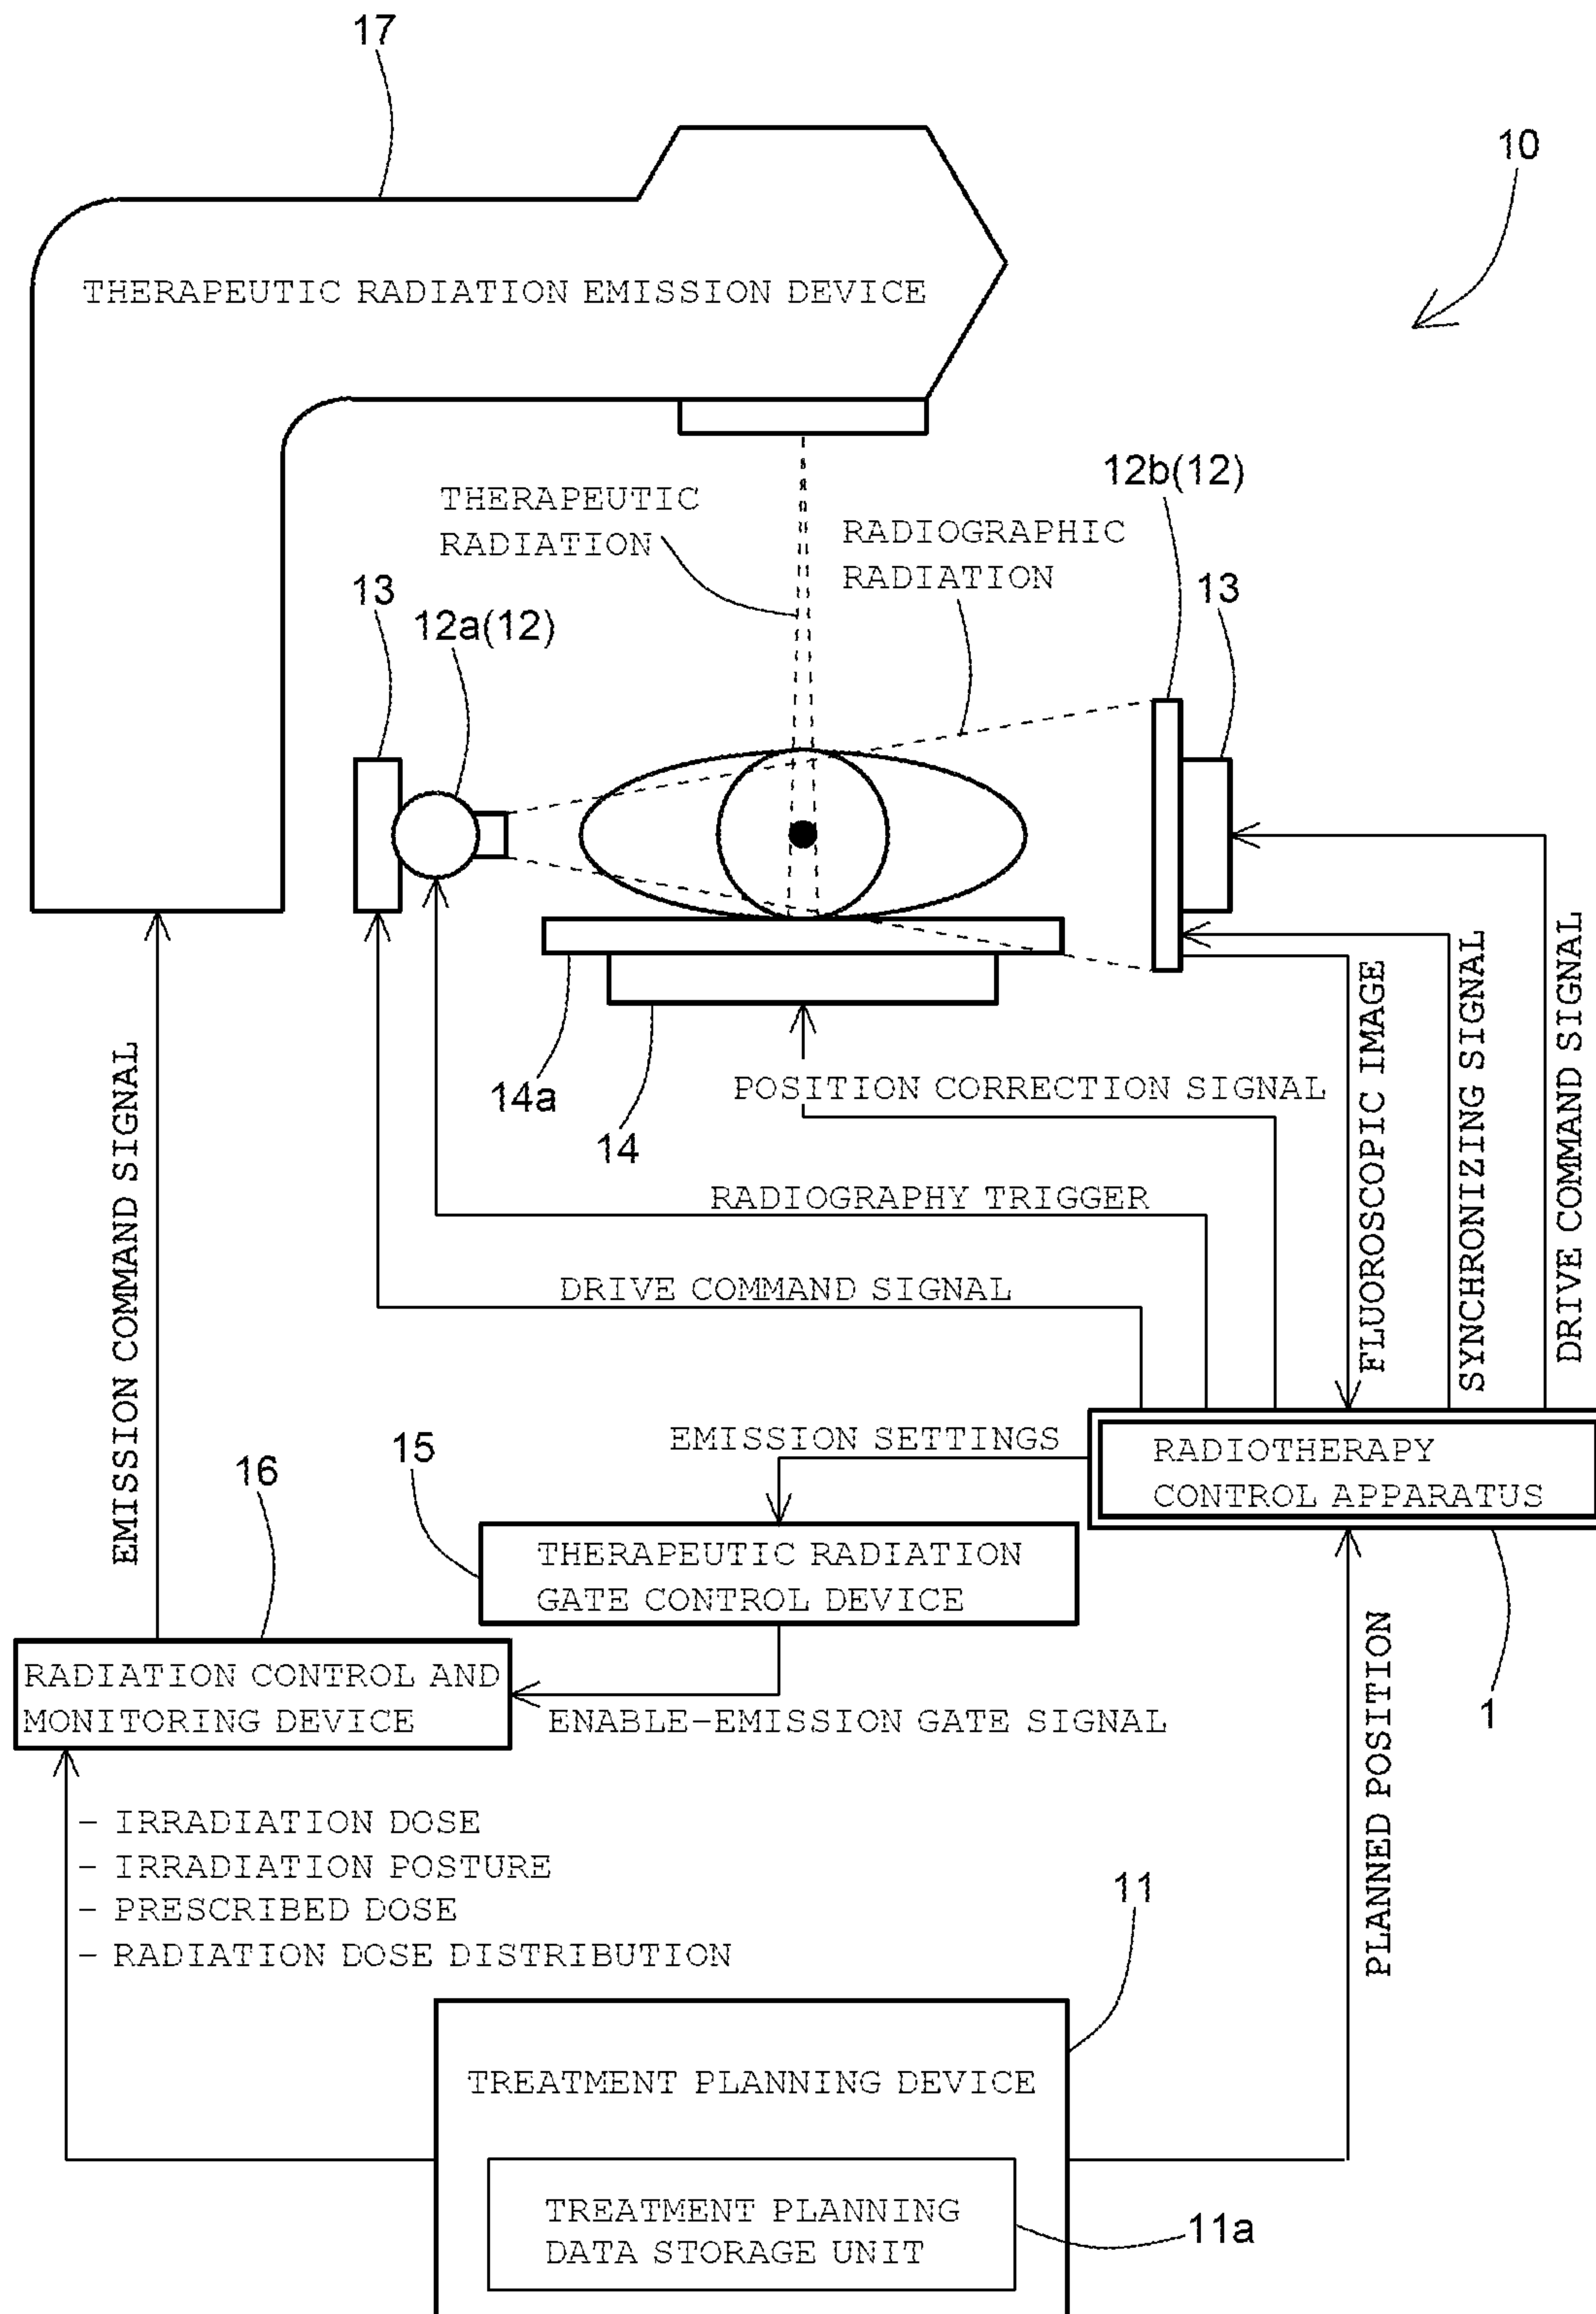 17
10
THERAPEUTIC RADIATION EMISSION DEVICE
12b(12)
THERAPEUTIC
RADIATION
RADIOGRAPHIC
RADIATION
13
12a(12)
13
14a
14
POSITION CORRECTION SIGNAL
RADIOGRAPHY TRIGGER
DRIVE COMMAND SIGNAL
EMISSION COMMAND SIGNAL
FLUOROSCOPIC IMAGE
SYNCHRONIZING SIGNAL
DRIVE COMMAND SIGNAL
EMISSION SETTINGS
RADIOTHERAPY
CONTROL APPARATUS
15
16
THERAPEUTIC RADIATION
GATE CONTROL DEVICE
RADIATION CONTROL AND
MONITORING DEVICE
ENABLE-EMISSION GATE SIGNAL
1
PLANNED POSITION
- IRRADIATION DOSE
- IRRADIATION POSTURE
- PRESCRIBED DOSE
- RADIATION DOSE DISTRIBUTION
11
TREATMENT PLANNING DEVICE
TREATMENT PLANNING
DATA STORAGE UNIT
11a